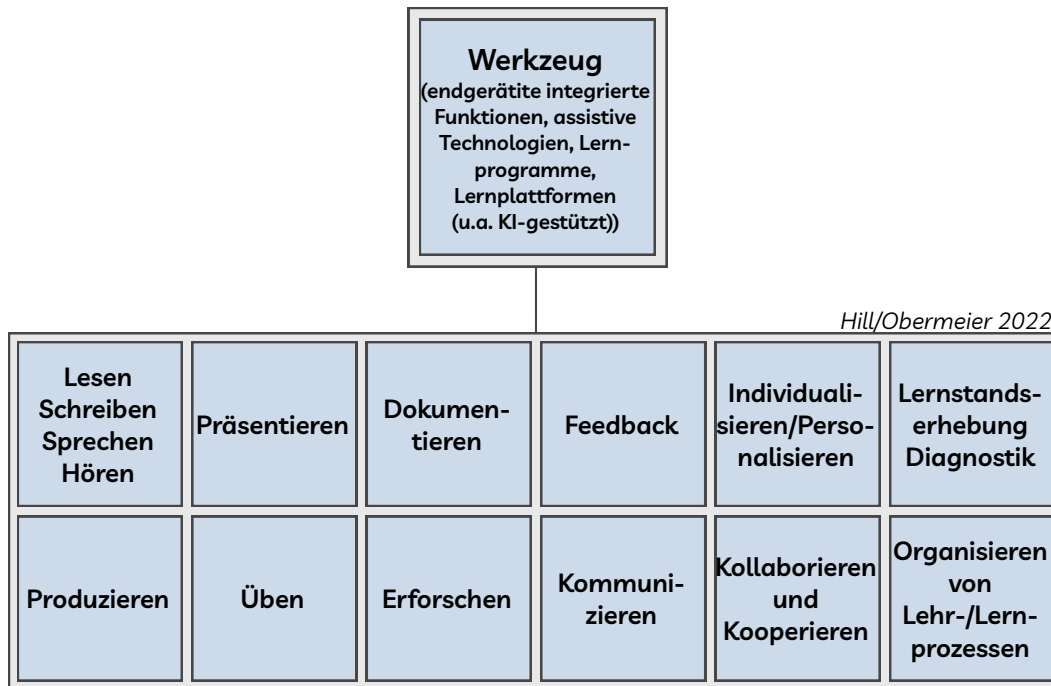 Werkzeug
(endgerätite integrierte
Funktionen, assistive
Technologien, Lern-
programme,
Lernplattformen
(u.a. KI-gestützt))
Hill/Obermeier 2022
Lesen
Schreiben
Sprechen
Hören
Präsentieren
Dokumen-
tieren
Feedback
Individuali-
sieren/Perso-
nalisieren
Lernstands-
erhebung
Diagnostik
Produzieren
Üben
Erforschen
Kommuni-
zieren
Kollaborieren
und
Kooperieren
Organisieren
von
Lehr-/Lern-
prozessen